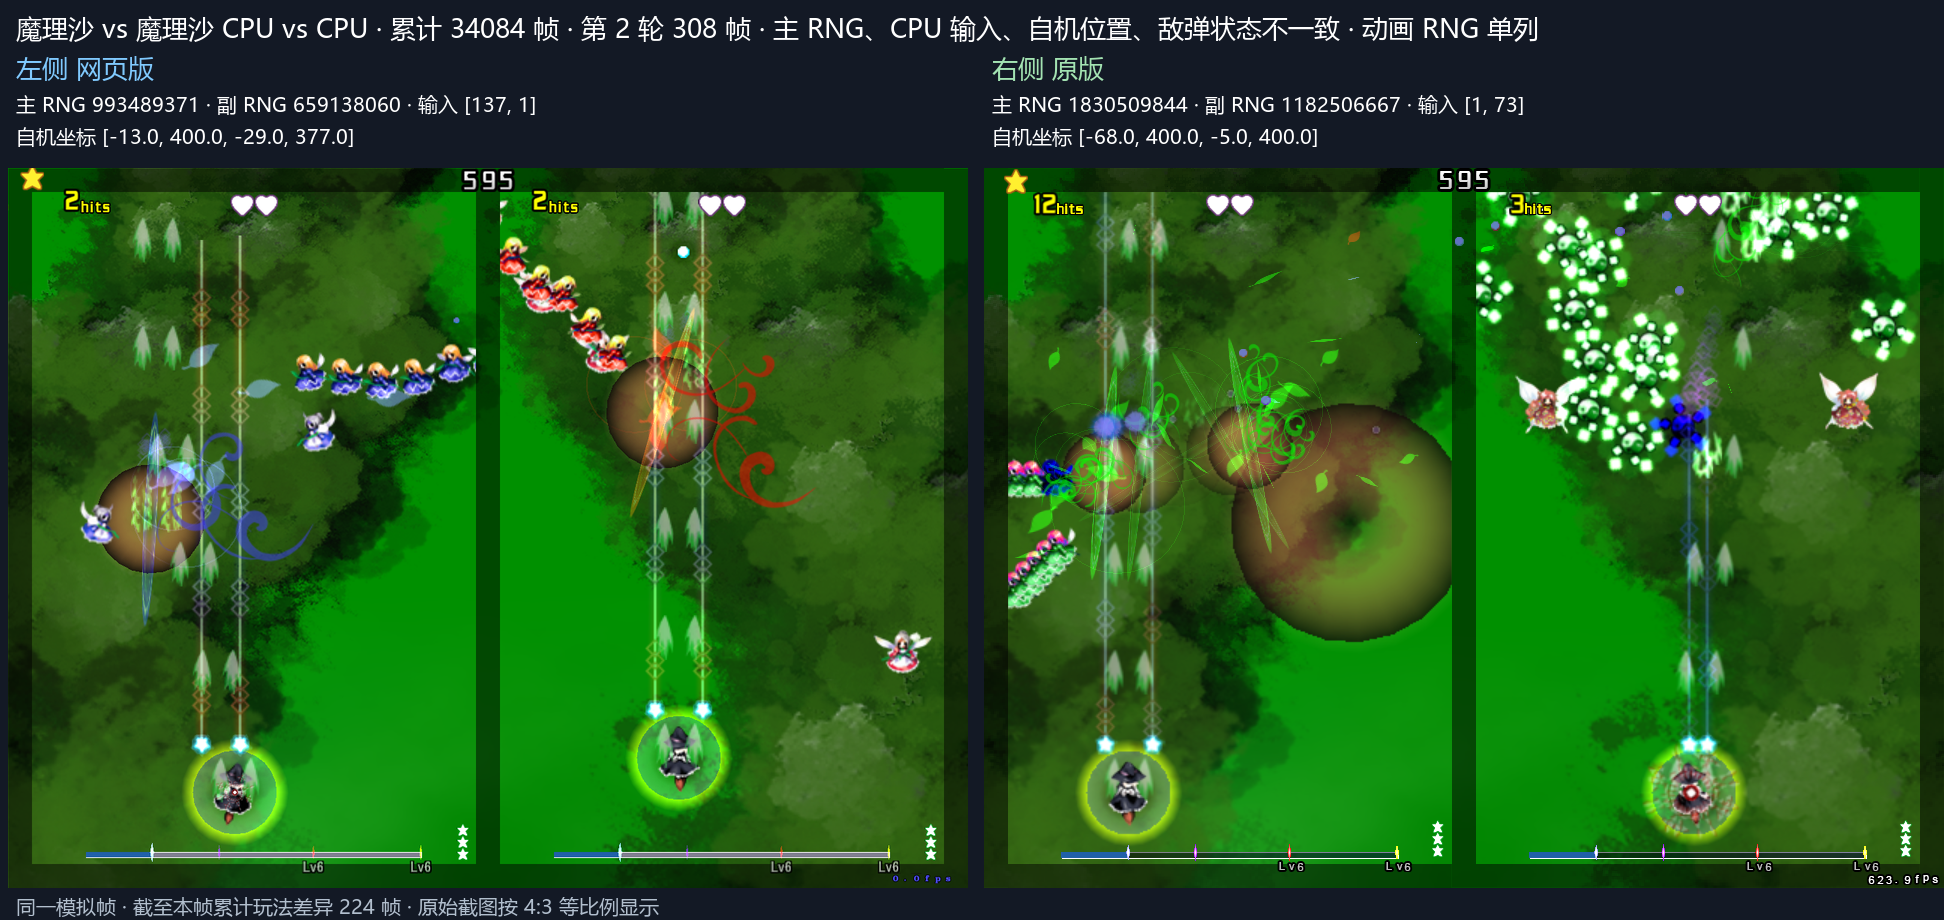 魔理沙 vs 魔理沙 CPU vs CPU · 累计 34084 帧 · 第 2 轮 308 帧 · 主 RNG、CPU 输入、自机位置、敌弹状态不一致 · 动画 RNG 单列
左侧 网页版
主 RNG 993489371 · 副 RNG 659138060 · 输入 [137, 1]
自机坐标 [-13.0, 400.0, -29.0, 377.0]
右侧 原版
主 RNG 1830509844 · 副 RNG 1182506667 · 输入 [1, 73]
自机坐标 [-68.0, 400.0, -5.0, 400.0]
595
2hits
2hits
Lv6
Lv6
Lv6
Lv6
0.0fps
595
12hits
3hits
Lv6
Lv6
Lv6
Lv6
623.9fps
同一模拟帧 · 截至本帧累计玩法差异 224 帧 · 原始截图按 4:3 等比例显示